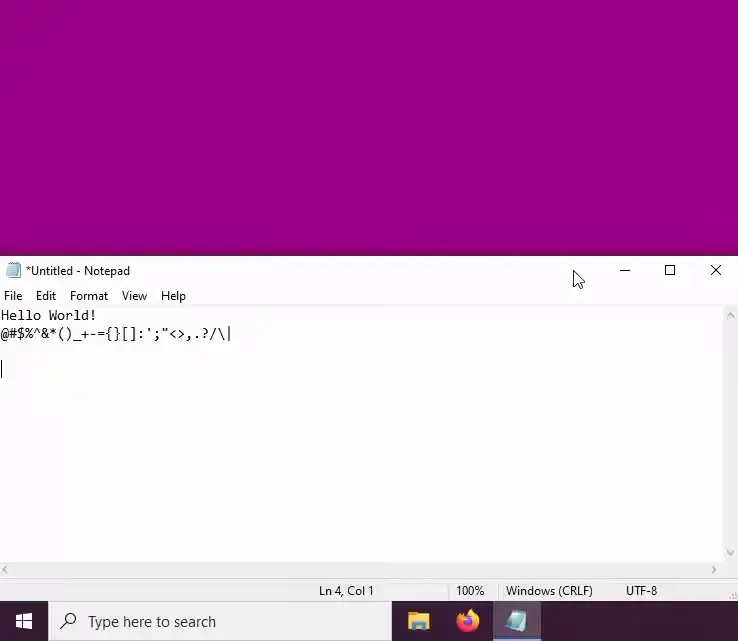 *Untitled - Notepad
File Edit Format View Help
Hello World!
@#$%^&*()_+-={}[]:';"<>,.?/\|
Ln 4, Col 1 100% Windows (CRLF) UTF-8
Type here to search